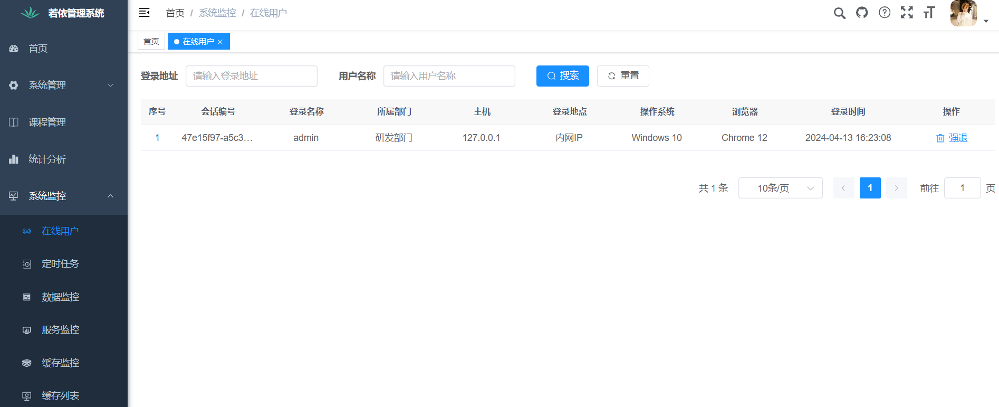 若依管理系统
首页
系统管理
课程管理
统计分析
系统监控
在线用户
定时任务
数据监控
服务监控
缓存监控
缓存列表
首页 / 系统监控 / 在线用户
首页 在线用户
登录地址 请输入登录地址 用户名称 请输入用户名称 搜索 重置
序号 会话编号 登录名称 所属部门 主机 登录地点 操作系统 浏览器 登录时间 操作
1 47e15f97-a5c3... admin 研发部门 127.0.0.1 内网IP Windows 10 Chrome 12 2024-04-13 16:23:08 强退
共 1 条 10条/页 1 前往 1 页